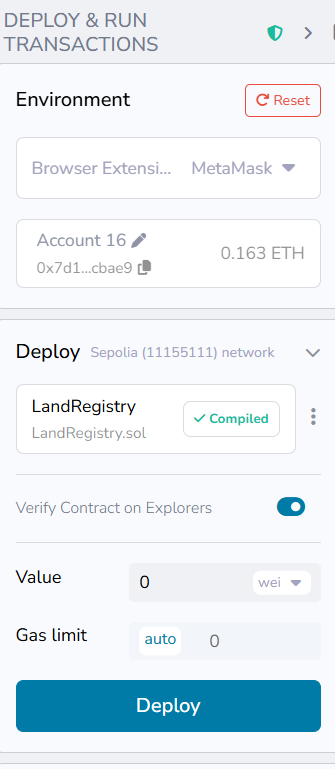 DEPLOY & RUN
TRANSACTIONS
Environment
Reset
Browser Extensi... MetaMask
Account 16
0x7d1...cbae9
0.163 ETH
Deploy Sepolia (11155111) network
LandRegistry
LandRegistry.sol
Compiled
Verify Contract on Explorers
Value 0 wei
Gas limit auto 0
Deploy